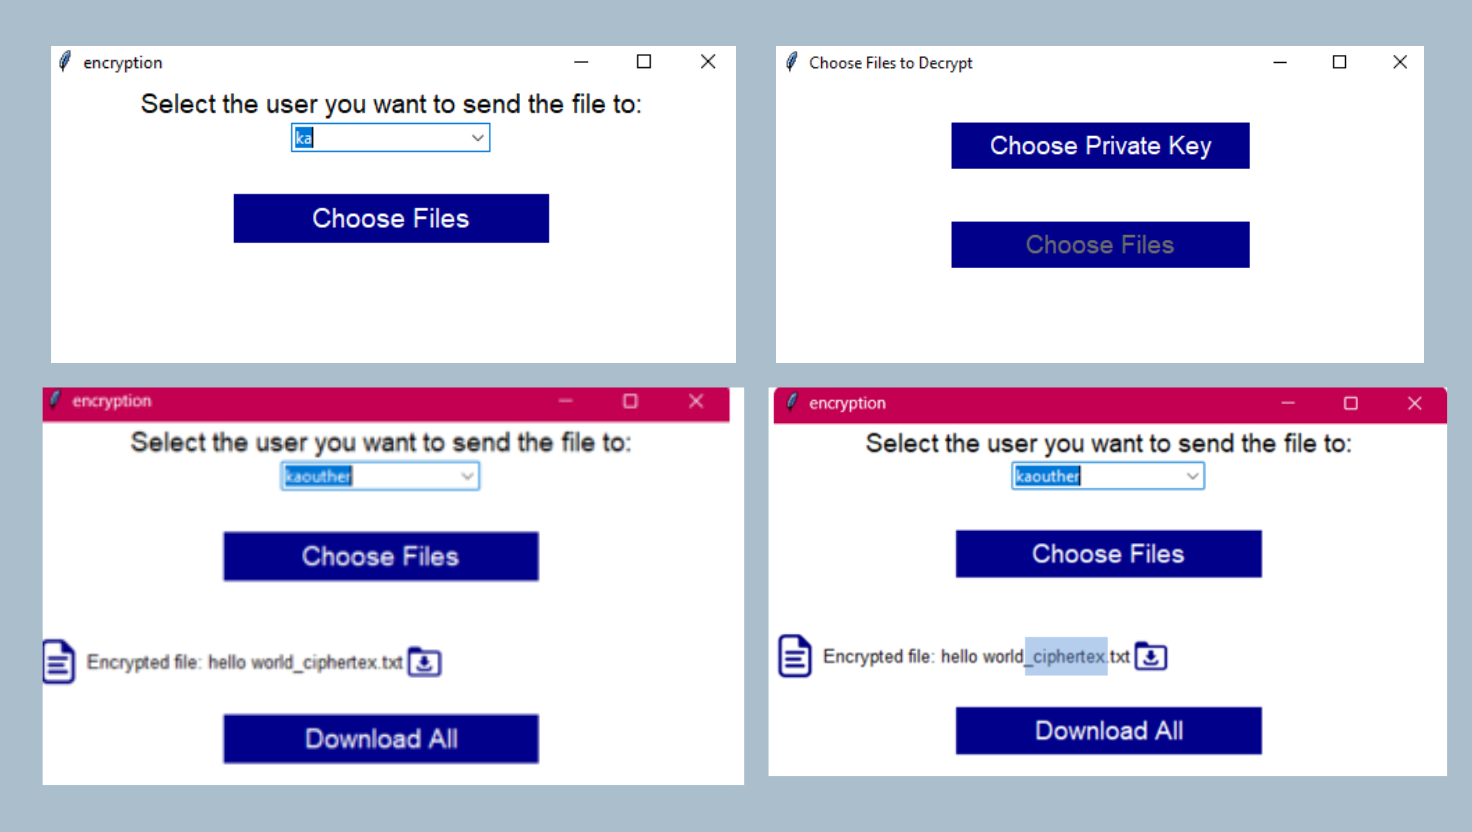 encryption
Select the user you want to send the file to:
ka
Choose Files
Choose Files to Decrypt
Choose Private Key
Choose Files
encryption
Select the user you want to send the file to:
kaouther
Choose Files
Encrypted file: hello world_ciphertex.txt
Download All
encryption
Select the user you want to send the file to:
kaouther
Choose Files
Encrypted file: hello world_ciphertex.txt
Download All